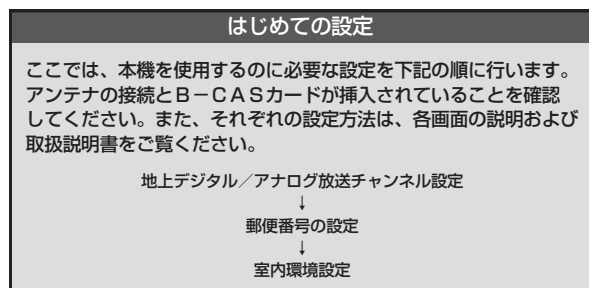 はじめての設定
ここでは、本機を使用するのに必要な設定を下記の順に行います。
アンテナの接続とB－CASカードが挿入されていることを確認
してください。また、それぞれの設定方法は、各画面の説明および
取扱説明書をご覧ください。
地上デジタル／アナログ放送チャンネル設定
↓
郵便番号の設定
↓
室内環境設定